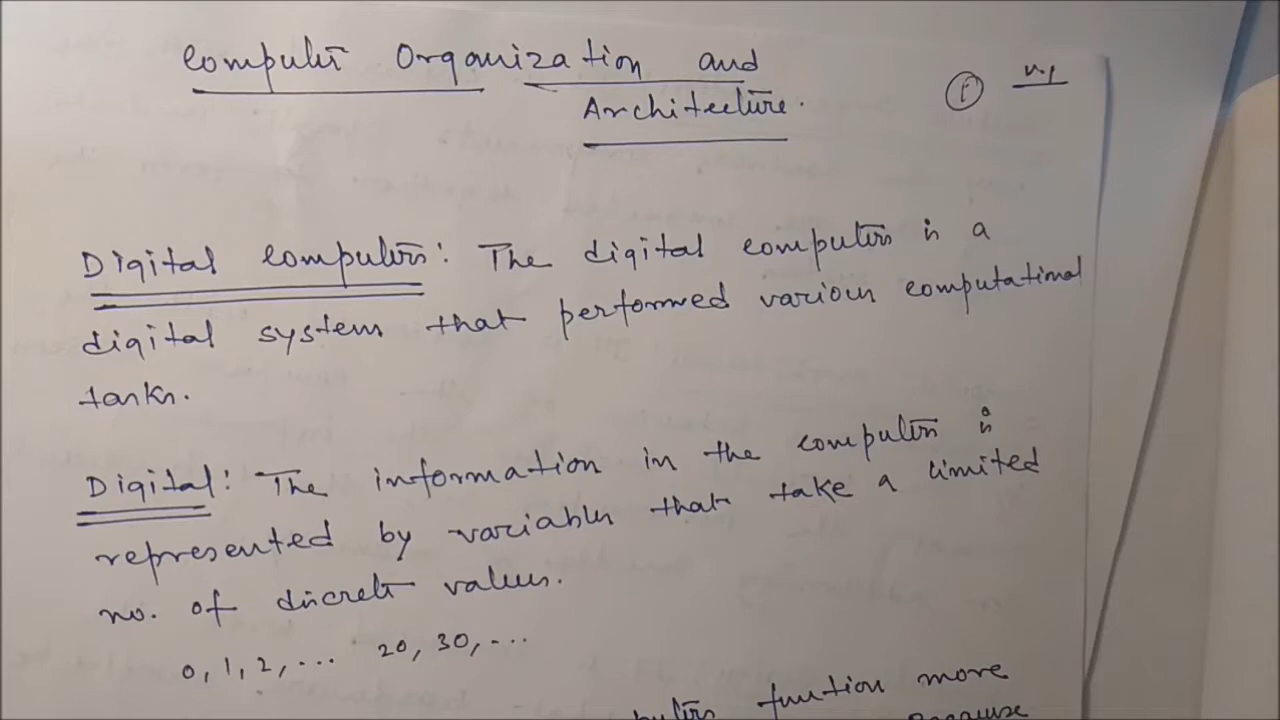 Computer Organization and
Architecture.
Digital Computers: The digital computers is a
digital system that performed various computational
tasks.
Digital: The information in the computer is
represented by variables that take a limited
no. of discrete values.
0, 1, 2, ... 20, 30, ...
function more
Because